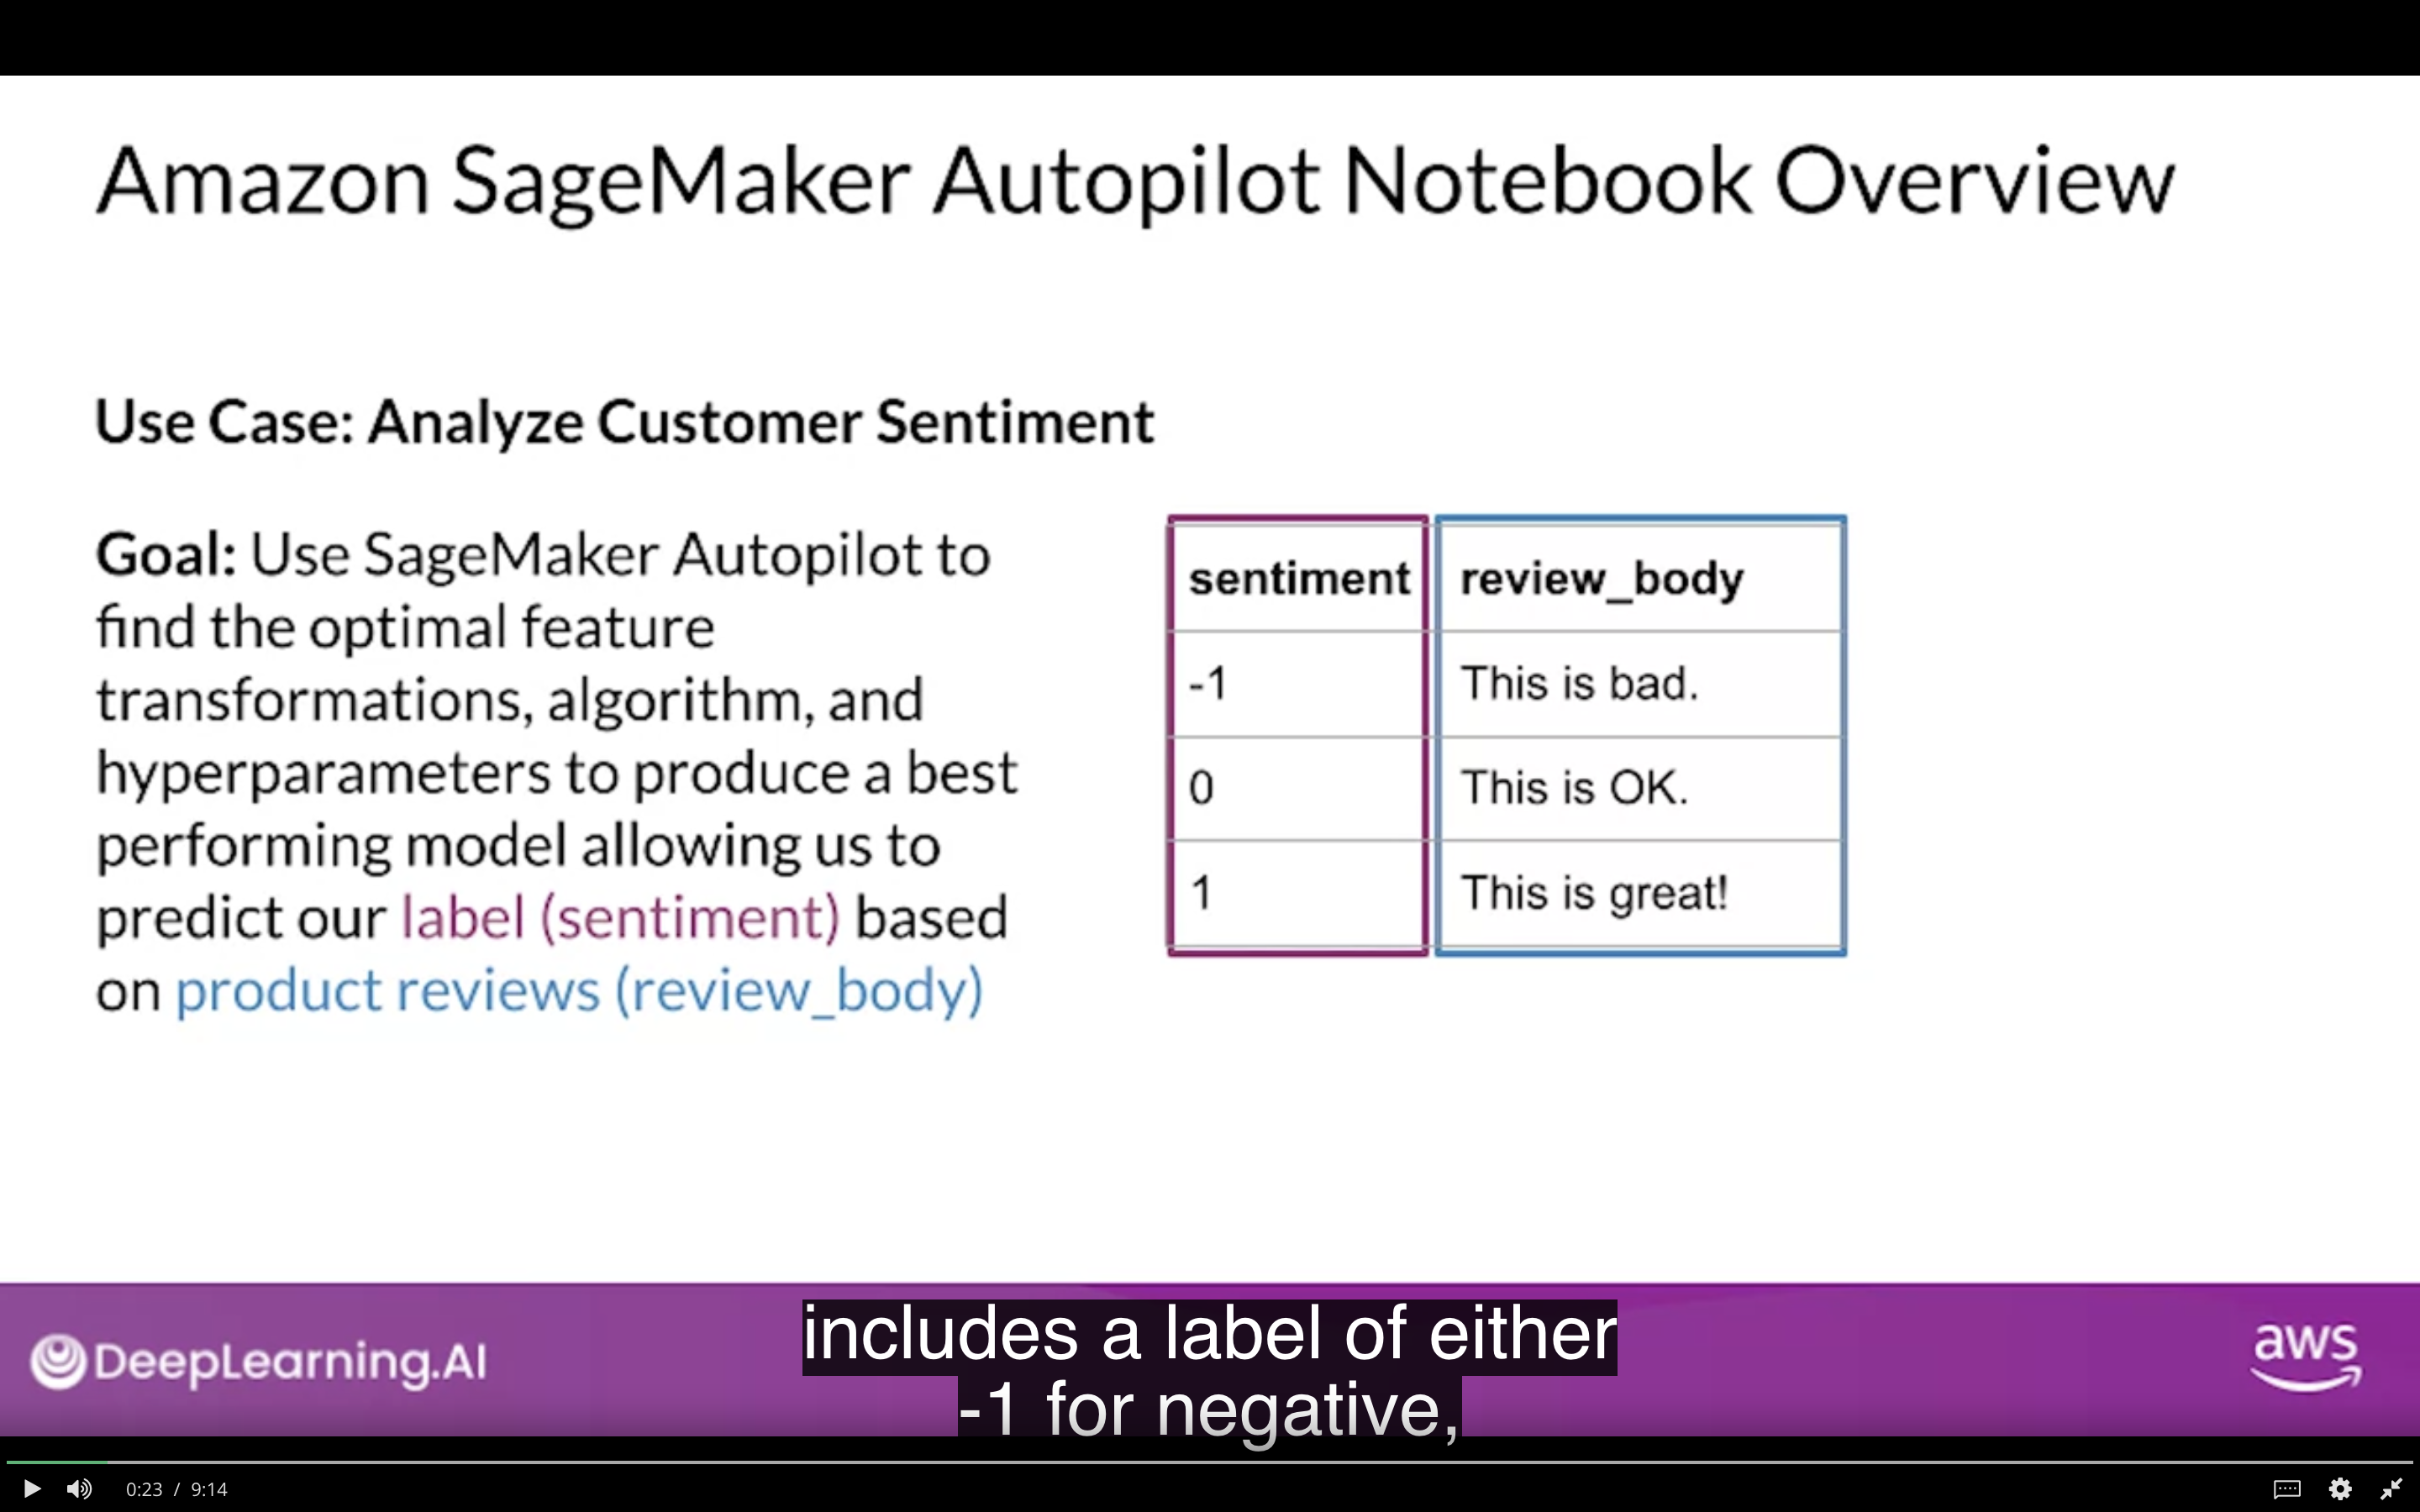 Amazon SageMaker Autopilot Notebook Overview
Use Case: Analyze Customer Sentiment
Goal: Use SageMaker Autopilot to
find the optimal feature
transformations, algorithm, and
hyperparameters to produce a best
performing model allowing us to
predict our label (sentiment) based
on product reviews (review_body)
sentiment review_body
-1 This is bad.
0 This is OK.
1 This is great!
DeepLearning.AI
includes a label of either
-1 for negative,
aws
0:23 / 9:14